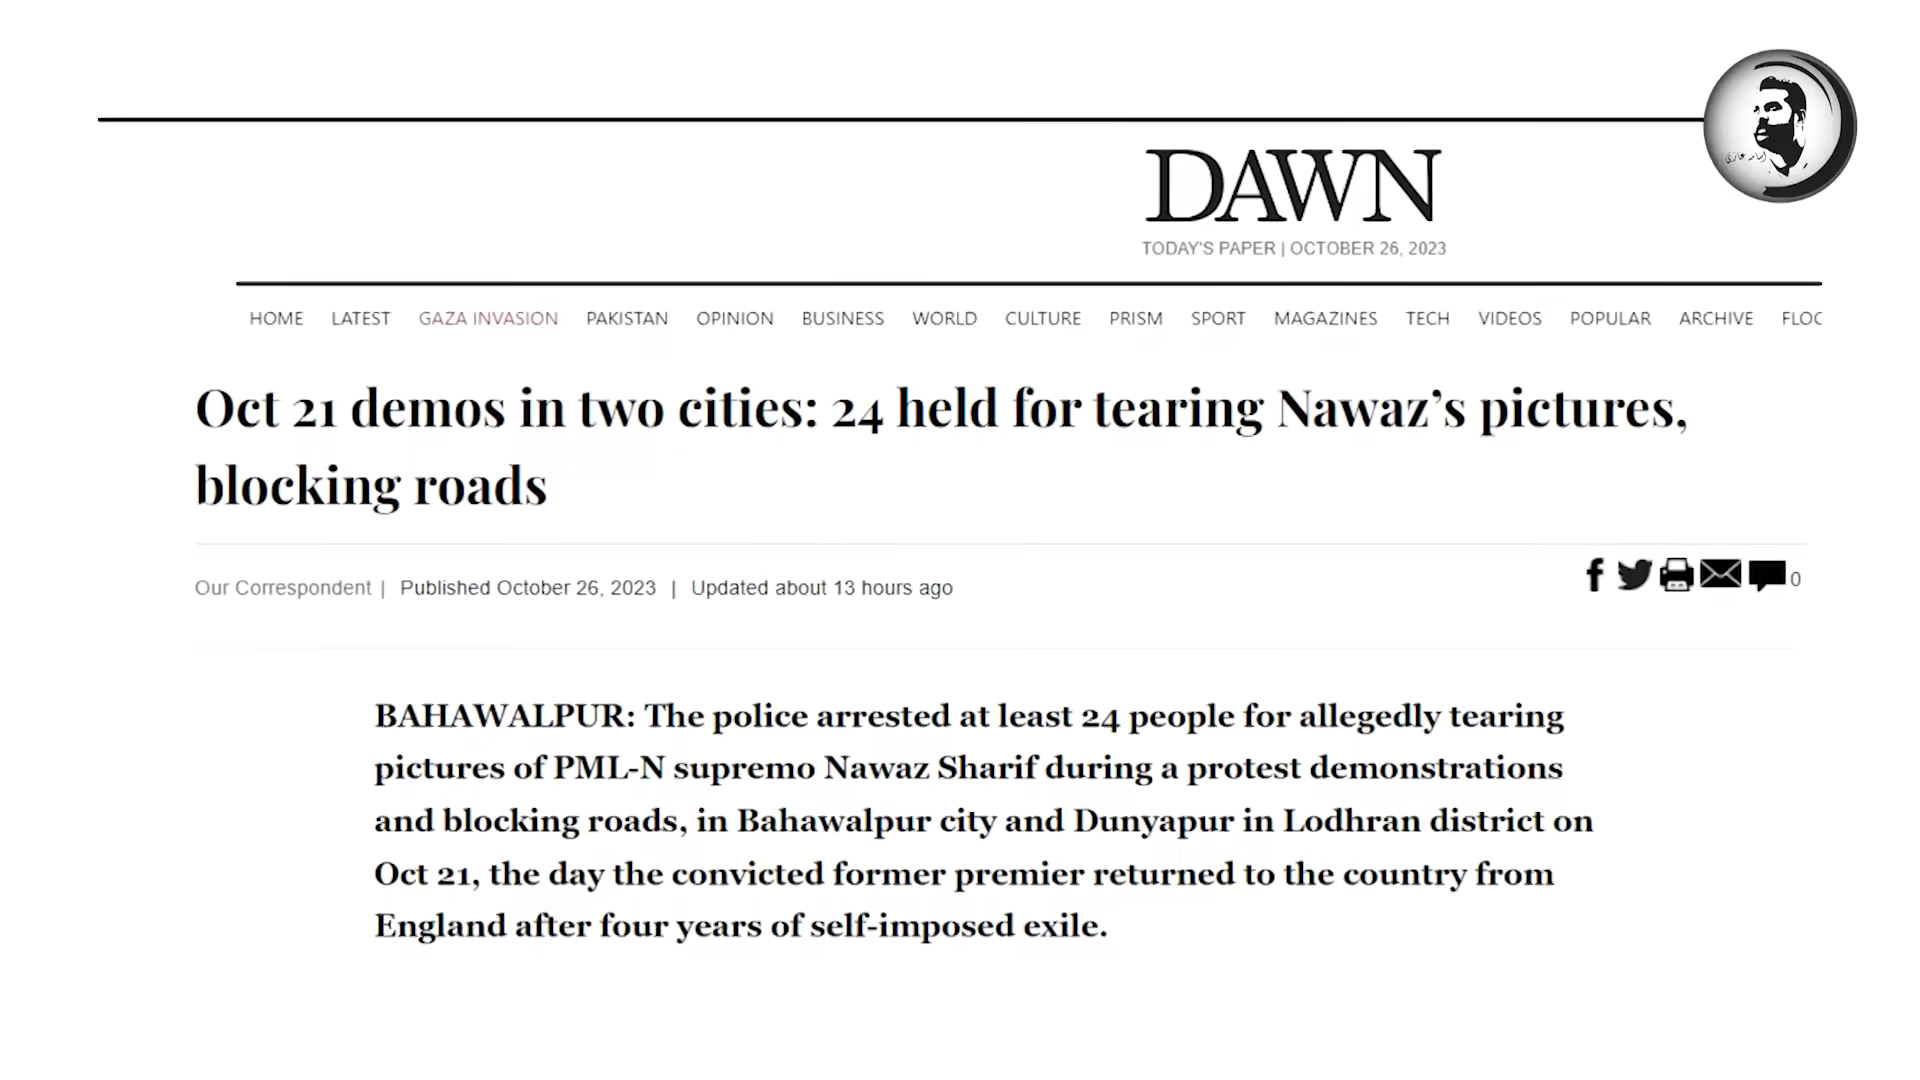 DAWN
TODAY'S PAPER | OCTOBER 26, 2023
HOME LATEST GAZA INVASION PAKISTAN OPINION BUSINESS WORLD CULTURE PRISM SPORT MAGAZINES TECH VIDEOS POPULAR ARCHIVE FLOC
Oct 21 demos in two cities: 24 held for tearing Nawaz’s pictures,
blocking roads
Our Correspondent | Published October 26, 2023 | Updated about 13 hours ago
0
BAHAWALPUR: The police arrested at least 24 people for allegedly tearing
pictures of PML-N supremo Nawaz Sharif during a protest demonstrations
and blocking roads, in Bahawalpur city and Dunyapur in Lodhran district on
Oct 21, the day the convicted former premier returned to the country from
England after four years of self-imposed exile.